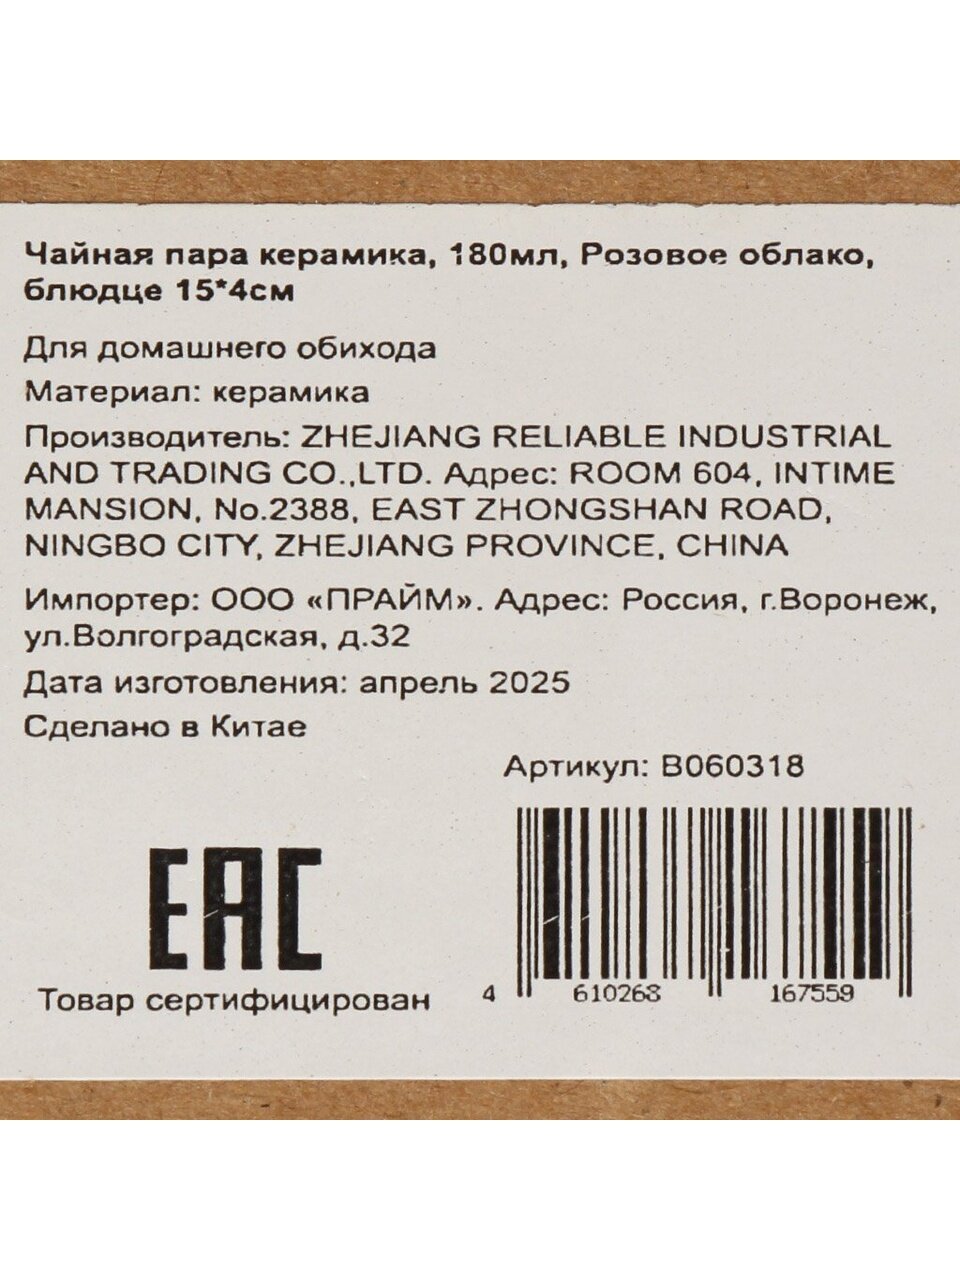 Чайная пара керамика, 180мл, Розовое облако,
блюдце 15*4см
Для домашнего обихода
Материал: керамика
Производитель: ZHEJIANG RELIABLE INDUSTRIAL
AND TRADING CO.,LTD. Адрес: ROOM 604, INTIME
MANSION, No.2388, EAST ZHONGSHAN ROAD,
NINGBO CITY, ZHEJIANG PROVINCE, CHINA
Импортер: ООО «ПРАЙМ». Адрес: Россия, г.Воронеж,
ул.Волгоградская, д.32
Дата изготовления: апрель 2025
Сделано в Китае
Артикул: B060318
EAC
Товар сертифицирован
4 610268 167559